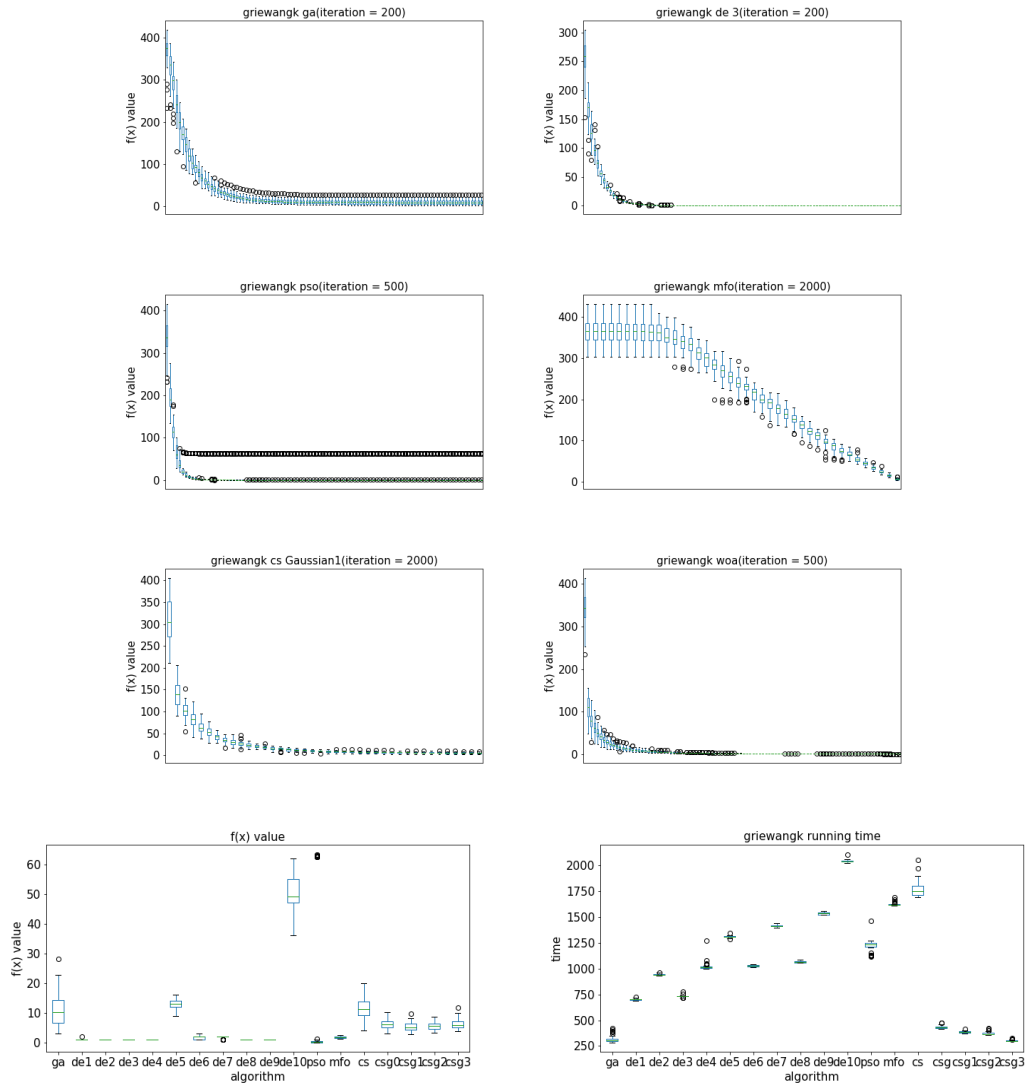 griewangk ga(iteration = 200)
f(x) value
400
300
200
100
0
griewangk de 3(iteration = 200)
f(x) value
300
250
200
150
100
50
0
griewangk pso(iteration = 500)
f(x) value
400
300
200
100
0
griewangk mfo(iteration = 2000)
f(x) value
400
300
200
100
0
griewangk cs Gaussian1(iteration = 2000)
f(x) value
400
350
300
250
200
150
100
50
0
griewangk woa(iteration = 500)
f(x) value
400
300
200
100
0
f(x) value
f(x) value
60
50
40
30
20
10
0
ga de1 de2 de3 de4 de5 de6 de7 de8 de9 de10 pso mfo cs csg0 csg1 csg2 csg3
algorithm
griewangk running time
time
2000
1750
1500
1250
1000
750
500
250
ga de1 de2 de3 de4 de5 de6 de7 de8 de9 de10 pso mfo cs csg csg1 csg2 csg3
algorithm